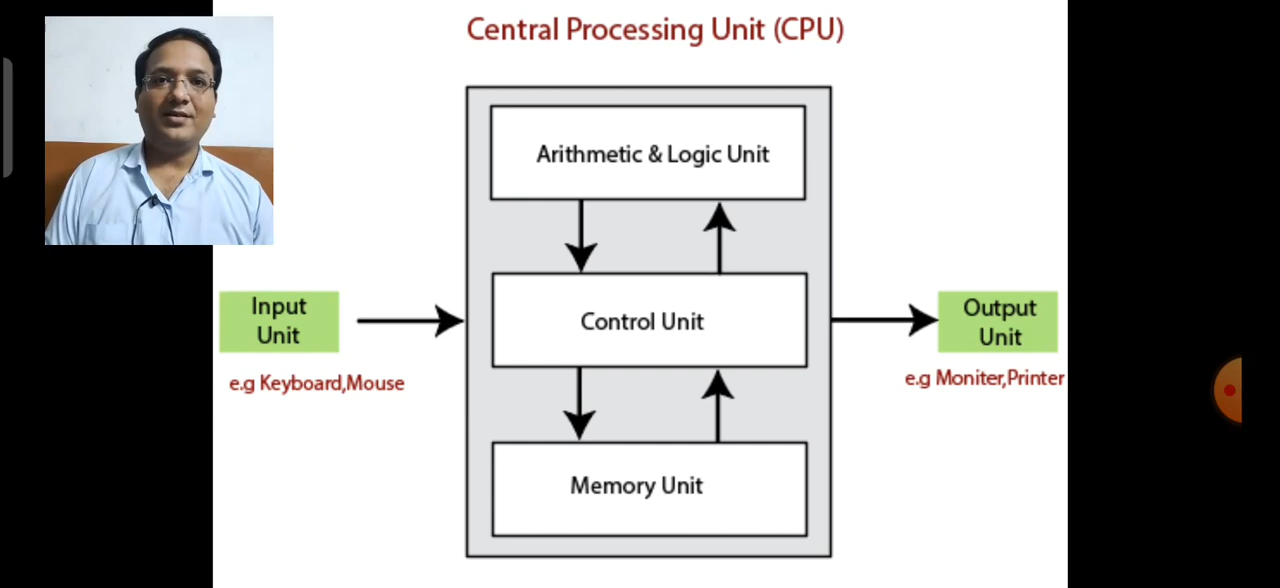 Central Processing Unit (CPU)
Arithmetic & Logic Unit
Input
Unit
e.g Keyboard,Mouse
Control Unit
Output
Unit
e.g Moniter,Printer
Memory Unit